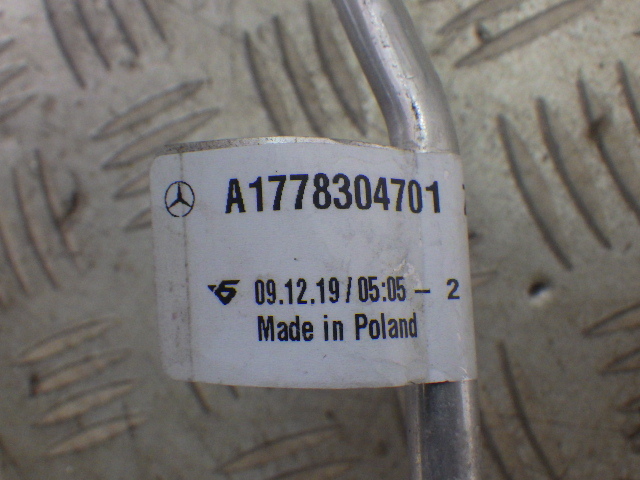 A1778304701
09.12.19 / 05:05 – 2
Made in Poland